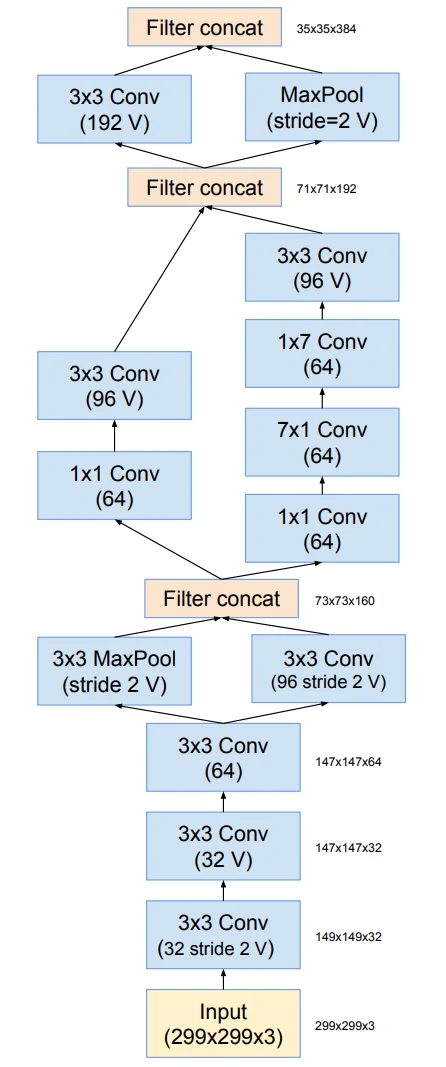 Filter concat
35x35x384
3x3 Conv
(192 V)
MaxPool
(stride=2 V)
Filter concat
71x71x192
3x3 Conv
(96 V)
1x7 Conv
(64)
3x3 Conv
(96 V)
7x1 Conv
(64)
1x1 Conv
(64)
1x1 Conv
(64)
Filter concat
73x73x160
3x3 MaxPool
(stride 2 V)
3x3 Conv
(96 stride 2 V)
3x3 Conv
(64)
147x147x64
3x3 Conv
(32 V)
147x147x32
3x3 Conv
(32 stride 2 V)
149x149x32
Input
(299x299x3)
299x299x3